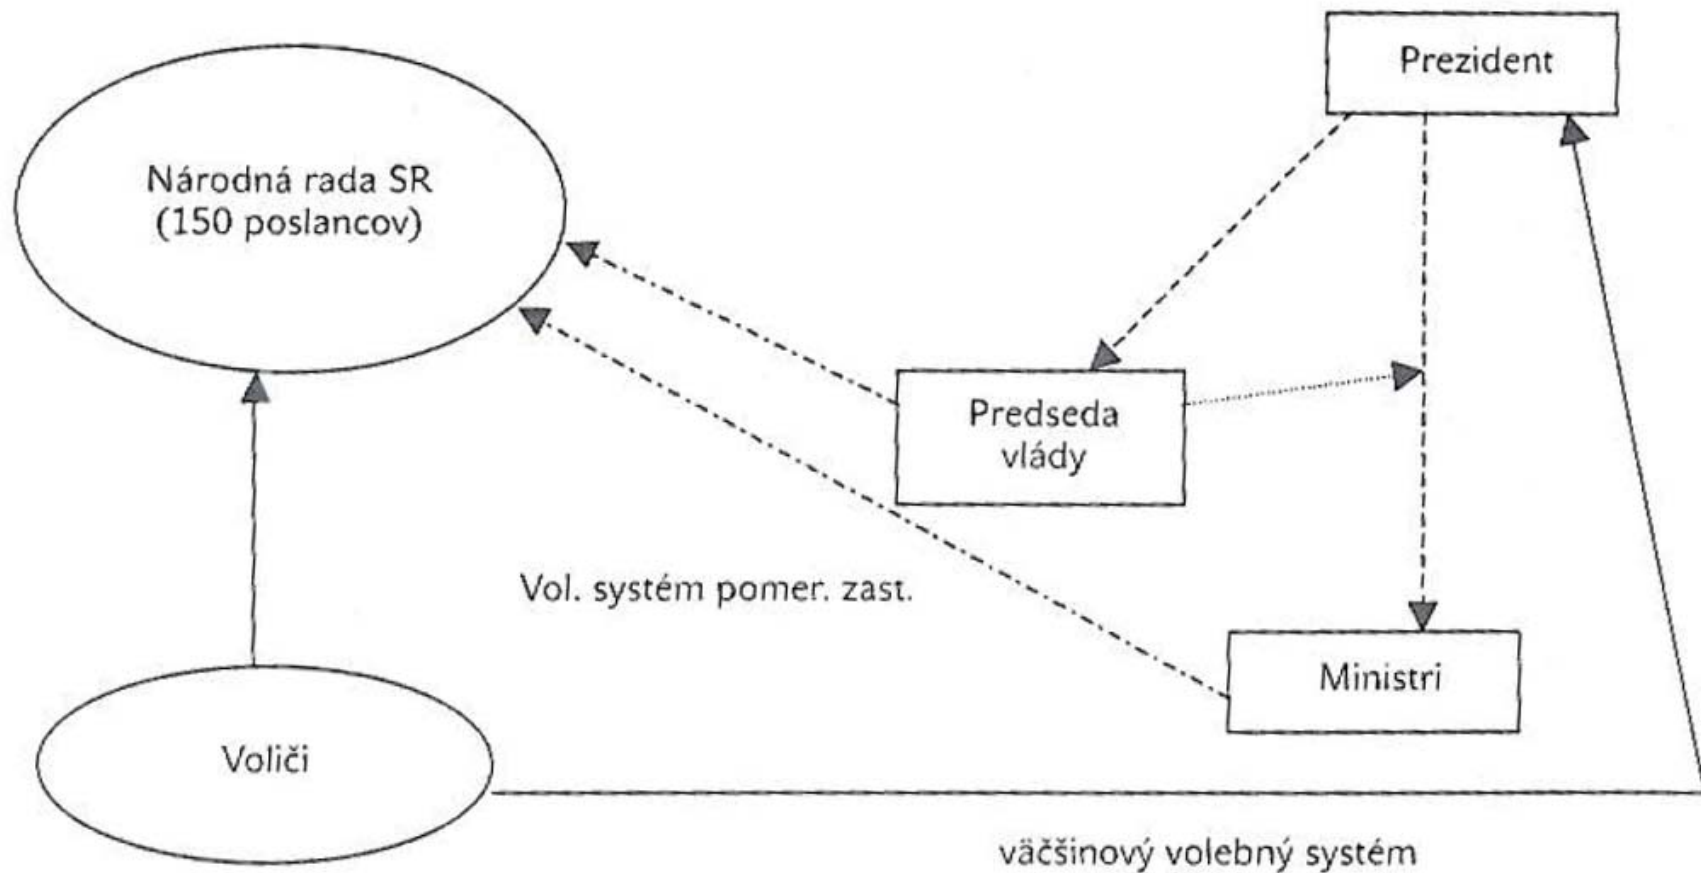 Prezident
Národná rada SR
(150 poslancov)
Predseda
vlády
Vol. systém pomer. zast.
Ministri
Voliči
väčšinový volebný systém